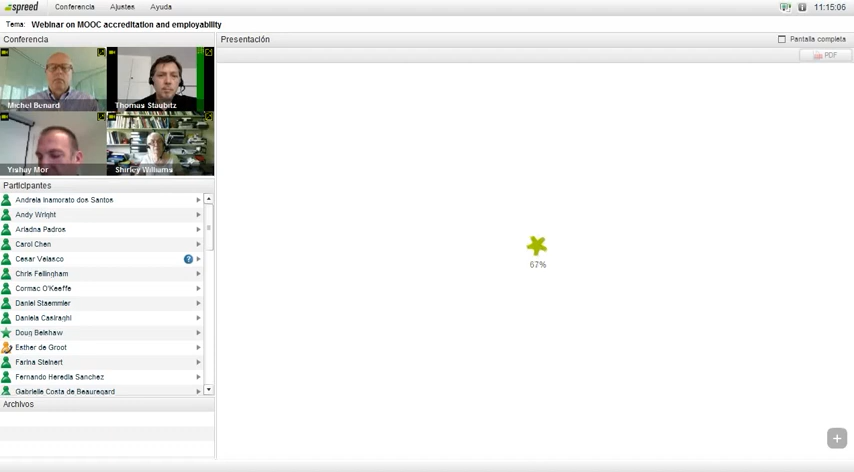 spreed Conferencia Ajustes Ayuda 11:15:06
Tema: Webinar on MOOC accreditation and employability
Conferencia
Michel Benard
Thomas Staubitz
Yishay Mor
Shirley Williams
Participantes
Andreia Inamorato dos Santos
Andy Wright
Ariadna Padros
Carol Chen
Cesar Velasco
Chris Fellingham
Cormac O'Keeffe
Daniel Staemmler
Daniela Casiraghi
Doug Belshaw
Esther de Groot
Farina Steinert
Fernando Heredia Sanchez
Gabrielle Costa de Beauregard
Archivos
Presentación
Pantalla completa
PDF
67%